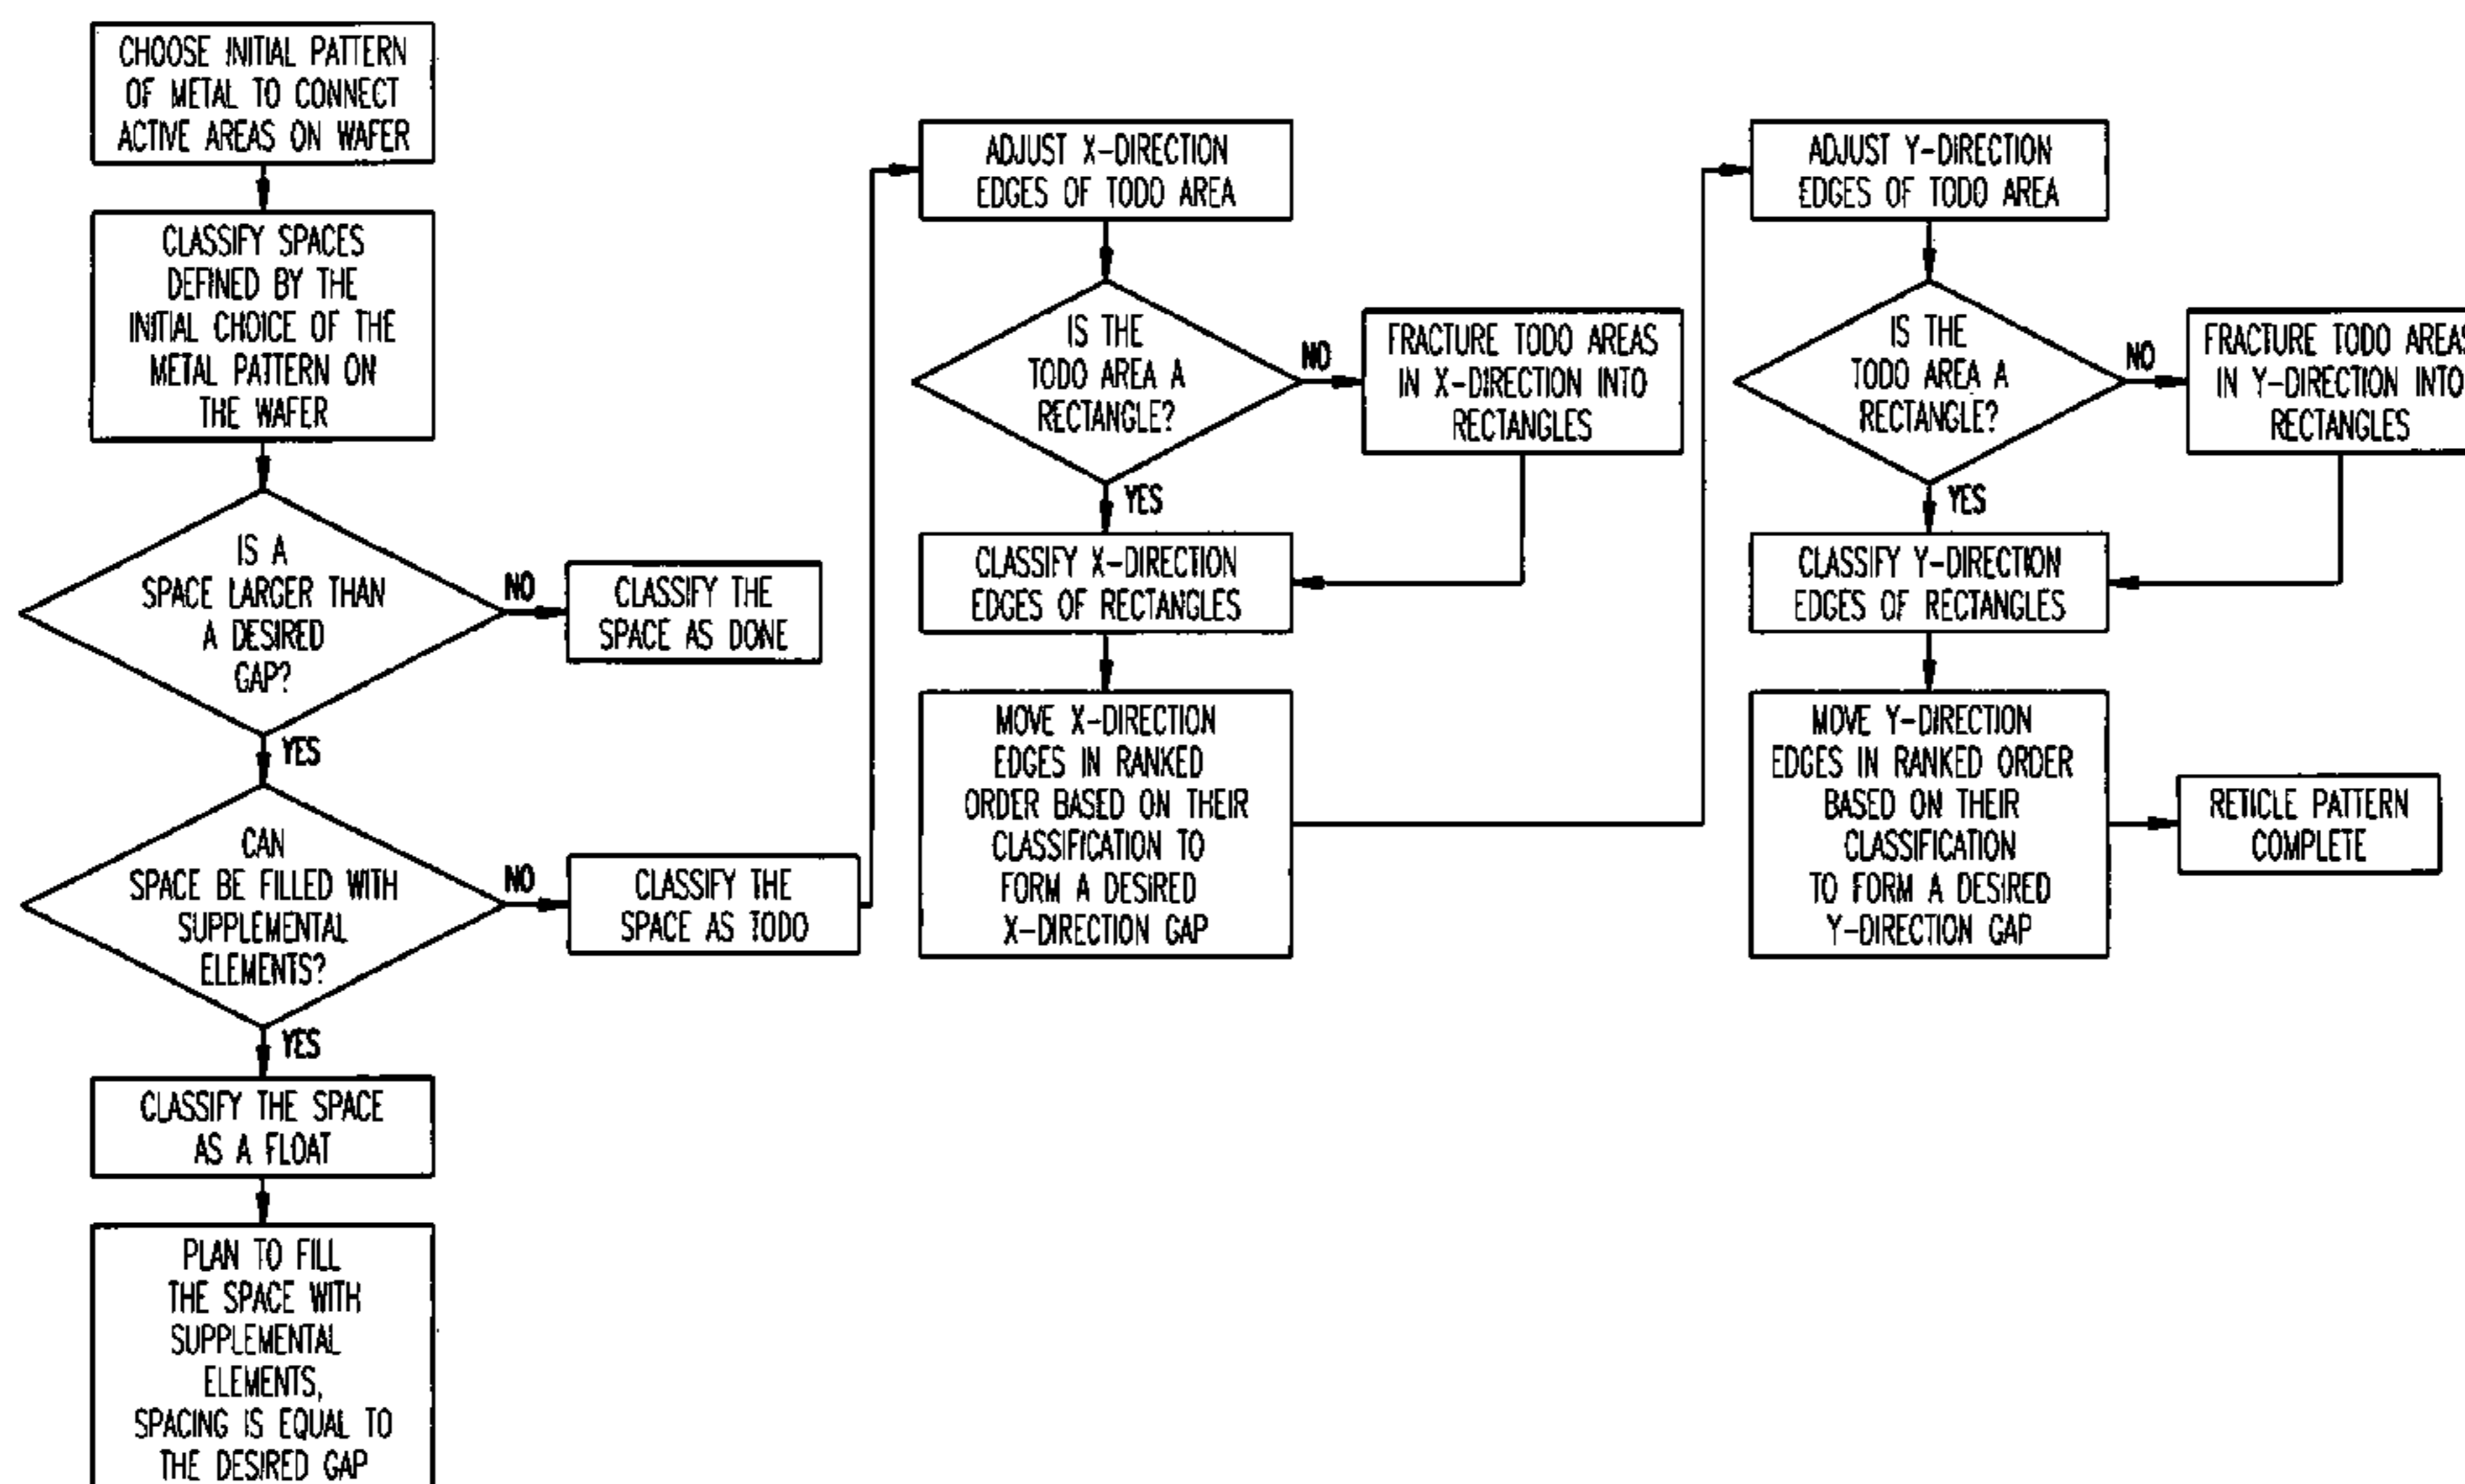 CHOOSE INITIAL PATTERN
OF METAL TO CONNECT
ACTIVE AREAS ON WAFER
CLASSIFY SPACES
DEFINED BY THE
INITIAL CHOICE OF THE
METAL PATTERN ON
THE WAFER
IS A
SPACE LARGER THAN
A DESIRED
GAP?
NO
CLASSIFY THE
SPACE AS DONE
YES
CAN
SPACE BE FILLED WITH
SUPPLEMENTAL
ELEMENTS?
NO
CLASSIFY THE
SPACE AS TODO
YES
CLASSIFY THE SPACE
AS A FLOAT
PLAN TO FILL
THE SPACE WITH
SUPPLEMENTAL
ELEMENTS,
SPACING IS EQUAL TO
THE DESIRED GAP
ADJUST X-DIRECTION
EDGES OF TODO AREA
IS THE
TODO AREA A
RECTANGLE?
NO
FRACTURE TODO AREAS
IN X-DIRECTION INTO
RECTANGLES
YES
CLASSIFY X-DIRECTION
EDGES OF RECTANGLES
MOVE X-DIRECTION
EDGES IN RANKED
ORDER BASED ON THEIR
CLASSIFICATION TO
FORM A DESIRED
X-DIRECTION GAP
ADJUST Y-DIRECTION
EDGES OF TODO AREA
IS THE
TODO AREA A
RECTANGLE?
NO
FRACTURE TODO AREAS
IN Y-DIRECTION INTO
RECTANGLES
YES
CLASSIFY Y-DIRECTION
EDGES OF RECTANGLES
MOVE Y-DIRECTION
EDGES IN RANKED ORDER
BASED ON THEIR
CLASSIFICATION
TO FORM A DESIRED
Y-DIRECTION GAP
RETICLE PATTERN
COMPLETE